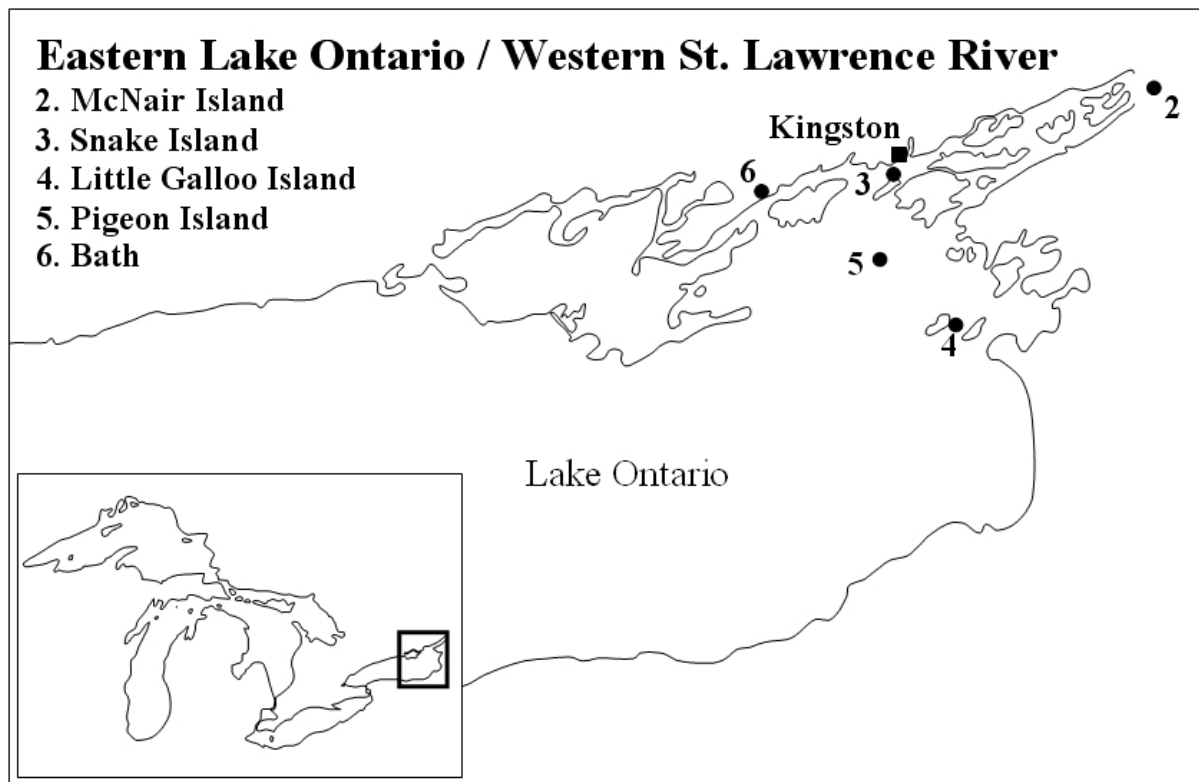 Eastern Lake Ontario / Western St. Lawrence River
2. McNair Island
3. Snake Island
4. Little Galloo Island
5. Pigeon Island
6. Bath
2
Kingston
3
6
5
4
Lake Ontario